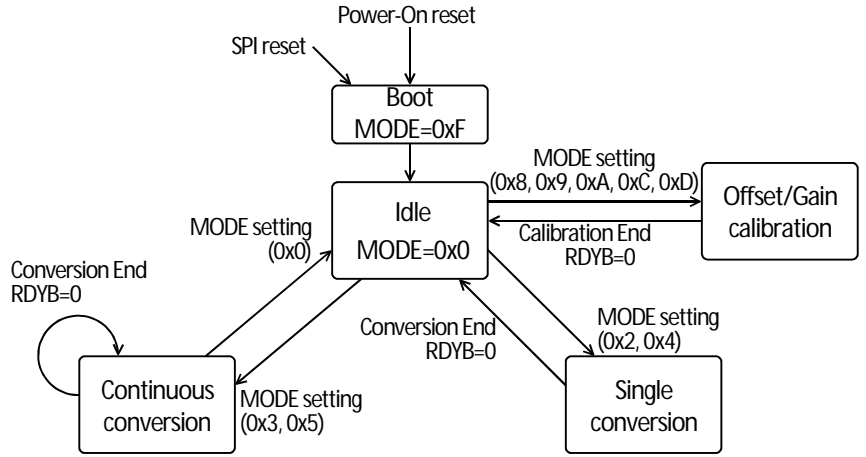 Power-On reset
SPI reset
Boot
MODE=0xF
MODE setting
(0x8, 0x9, 0xA, 0xC, 0xD)
Offset/Gain
calibration
Idle
MODE=0x0
Calibration End
RDYB=0
MODE setting
(0x0)
Conversion End
RDYB=0
Conversion End
RDYB=0
MODE setting
(0x2, 0x4)
Continuous
conversion
MODE setting
(0x3, 0x5)
Single
conversion